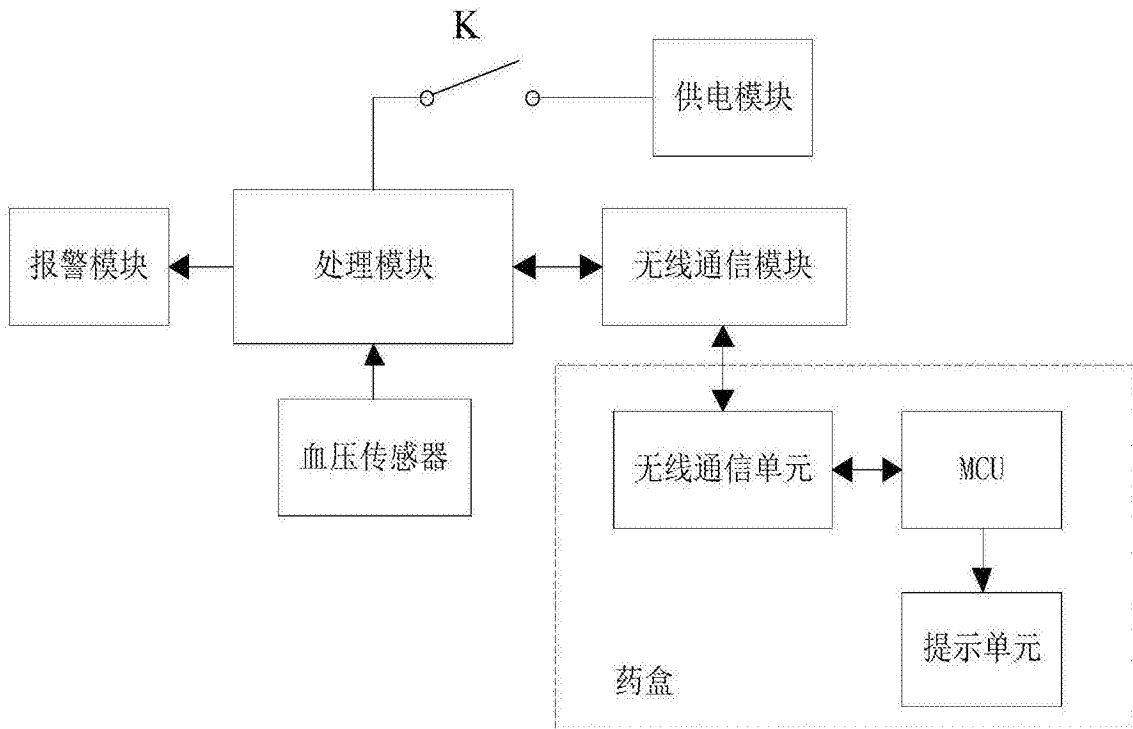 K
供电模块
报警模块
处理模块
无线通信模块
血压传感器
无线通信单元
MCU
提示单元
药盒